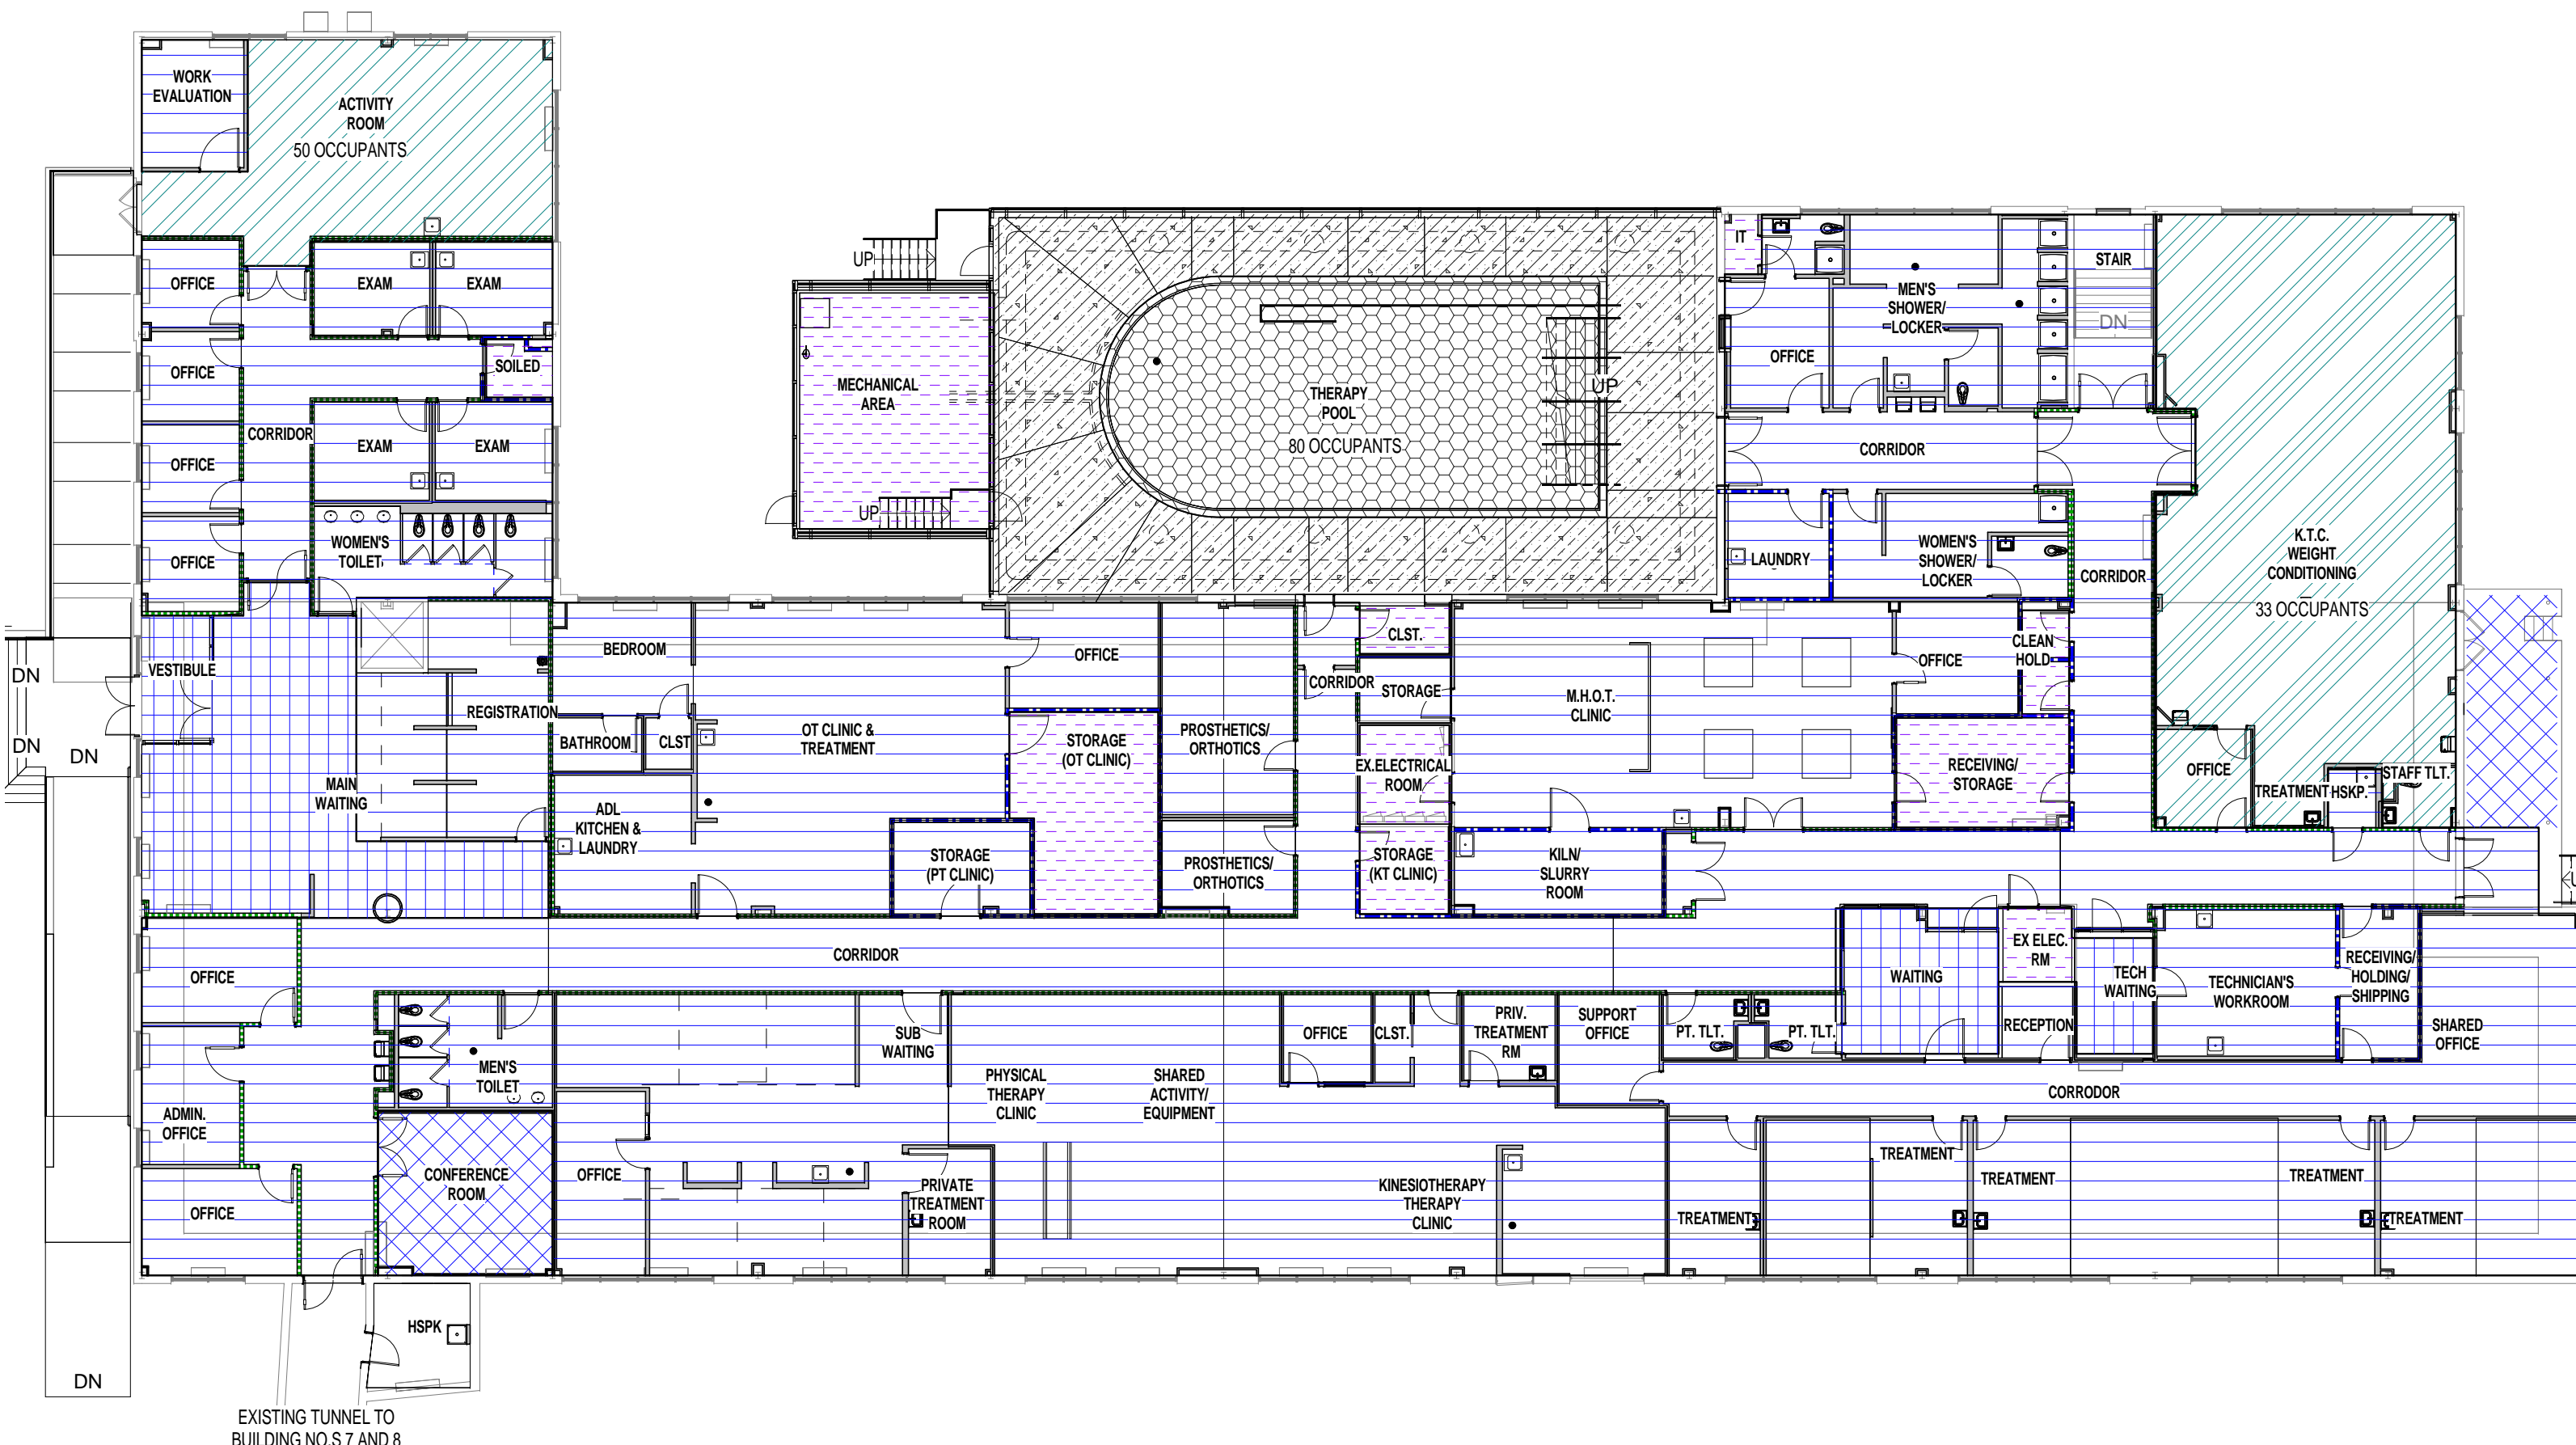 WORK
EVALUATION
ACTIVITY
ROOM
50 OCCUPANTS
OFFICE
EXAM
EXAM
OFFICE
SOILED
CORRIDOR
OFFICE
EXAM
EXAM
OFFICE
WOMEN'S
TOILET
UP
MECHANICAL
AREA
UP
THERAPY
POOL
80 OCCUPANTS
UP
IT
MEN'S
SHOWER/
LOCKER
STAIR
DN
OFFICE
CORRIDOR
LAUNDRY
WOMEN'S
SHOWER/
LOCKER
CORRIDOR
K.T.C.
WEIGHT
CONDITIONING
33 OCCUPANTS
DN
DN
DN
VESTIBULE
REGISTRATION
MAIN
WAITING
BEDROOM
BATHROOM
CLST
ADL
KITCHEN &
LAUNDRY
OT CLINIC &
TREATMENT
OFFICE
STORAGE
(OT CLINIC)
STORAGE
(PT CLINIC)
PROSTHETICS/
ORTHOTICS
PROSTHETICS/
ORTHOTICS
CORRIDOR
CLST.
STORAGE
EX.ELECTRICAL
ROOM
STORAGE
(KT CLINIC)
M.H.O.T.
CLINIC
KILN/
SLURRY
ROOM
OFFICE
CLEAN
HOLD
RECEIVING/
STORAGE
OFFICE
TREATMENT
HSKP.
STAFF TLT.
CORRIDOR
OFFICE
ADMIN.
OFFICE
OFFICE
MEN'S
TOILET
CONFERENCE
ROOM
SUB
WAITING
OFFICE
PRIVATE
TREATMENT
ROOM
PHYSICAL
THERAPY
CLINIC
SHARED
ACTIVITY/
EQUIPMENT
OFFICE
CLST.
PRIV.
TREATMENT
RM
SUPPORT
OFFICE
PT. TLT.
PT. TLT.
KINESIOTHERAPY
THERAPY
CLINIC
WAITING
EX ELEC.
RM
RECEPTION
TECH
WAITING
TECHNICIAN'S
WORKROOM
RECEIVING/
HOLDING/
SHIPPING
SHARED
OFFICE
CORRODOR
TREATMENT
TREATMENT
TREATMENT
TREATMENT
TREATMENT
HSPK
DN
EXISTING TUNNEL TO
BUILDING NO.S 7 AND 8